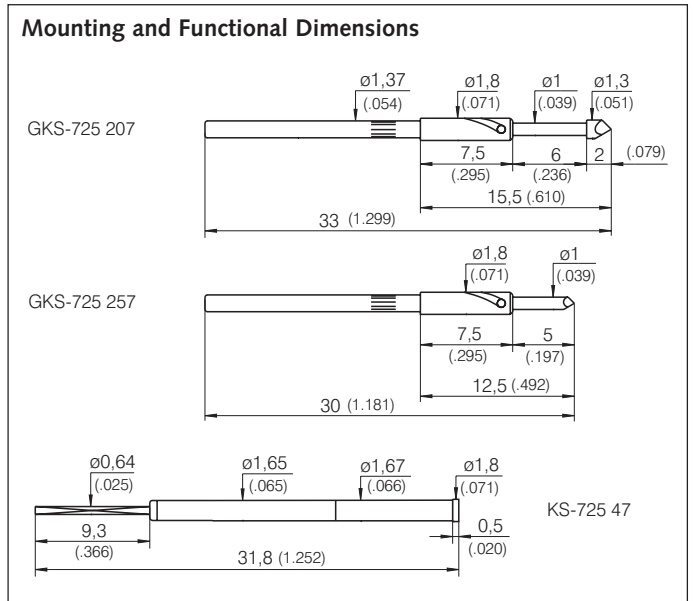 Mounting and Functional Dimensions
ø1,37 ø1,8 ø1 ø1,3
(.054) (.071) (.039) (.051)
GKS-725 207
7,5 6 2 (.079)
(.295) (.236)
15,5 (.610)
33 (1.299)
ø1,8 ø1
(.071) (.039)
GKS-725 257
7,5 5
(.295) (.197)
12,5 (.492)
30 (1.181)
ø0,64 ø1,65 ø1,67 ø1,8
(.025) (.065) (.066) (.071)
KS-725 47
9,3 0,5
(.366) (.020)
31,8 (1.252)